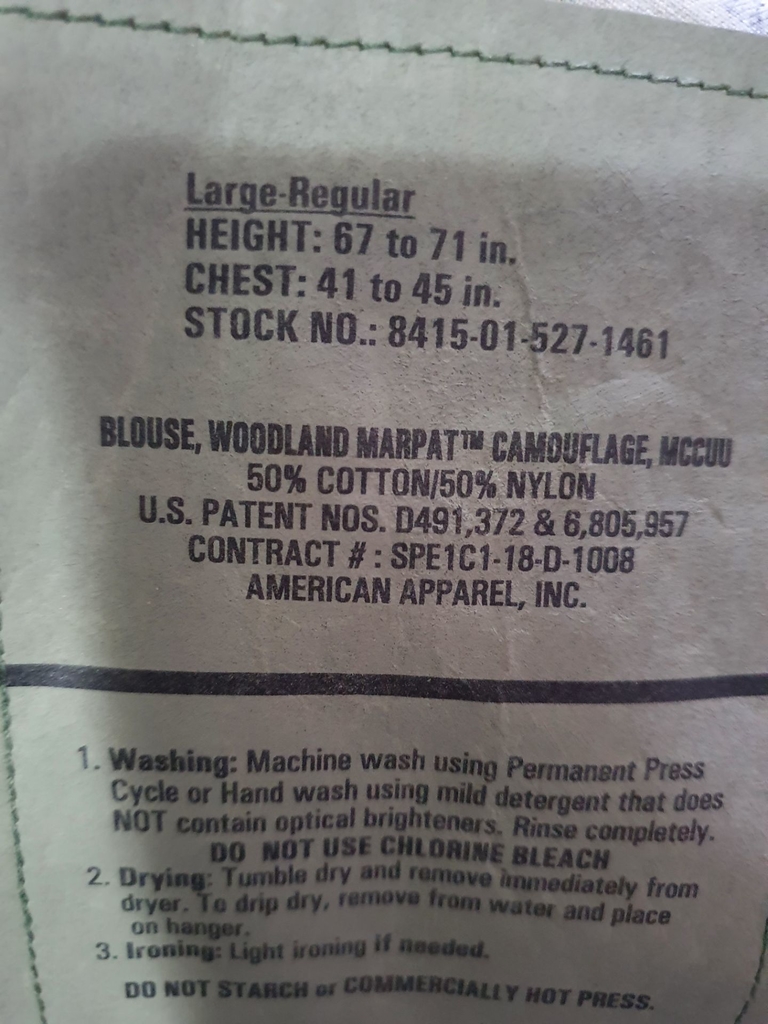 Large-Regular
HEIGHT: 67 to 71 in.
CHEST: 41 to 45 in.
STOCK NO.: 8415-01-527-1461
BLOUSE, WOODLAND MARPAT™ CAMOUFLAGE, MCCUU
50% COTTON/50% NYLON
U.S. PATENT NOS. D491,372 & 6,805,957
CONTRACT # : SPE1C1-18-D-1008
AMERICAN APPAREL, INC.
1. Washing: Machine wash using Permanent Press
Cycle or Hand wash using mild detergent that does
NOT contain optical brighteners. Rinse completely.
DO NOT USE CHLORINE BLEACH
2. Drying: Tumble dry and remove immediately from
dryer. To drip dry, remove from water and place
on hanger.
3. Ironing: Light ironing if needed.
DO NOT STARCH or COMMERCIALLY HOT PRESS.